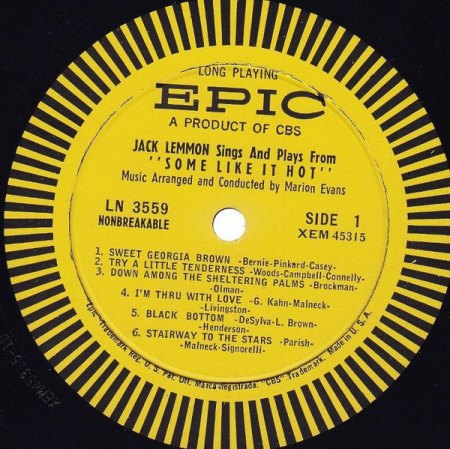 LONG PLAYING
EPIC
A PRODUCT OF CBS
JACK LEMMON Sings And Plays From
"SOME LIKE IT HOT"
Music Arranged and Conducted by Marion Evans
LN 3559
NONBREAKABLE
SIDE 1
XEM 45315
1. SWEET GEORGIA BROWN -Bernie-Pinkard-Casey
2. TRY A LITTLE TENDERNESS -Woods-Campbell-Connelly
3. DOWN AMONG THE SHELTERING PALMS -Brockman-
-Olman-
4. I'M THRU WITH LOVE -G. Kahn-Malneck-
-Livingston-
5. BLACK BOTTOM -DeSylva-L. Brown-
-Henderson-
6. STAIRWAY TO THE STARS -Parish-
-Malneck-Signorelli-
"Epic" Trademark Reg. U.S. Pat. Off. Marca Registrada. "CBS" Trademark. Made in U.S.A.